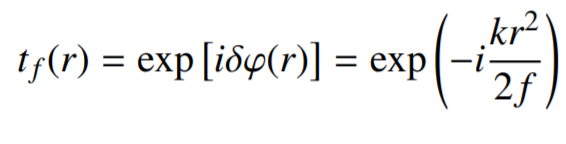 t_f(r) = exp [iδφ(r)] = exp(−i kr²/2f)